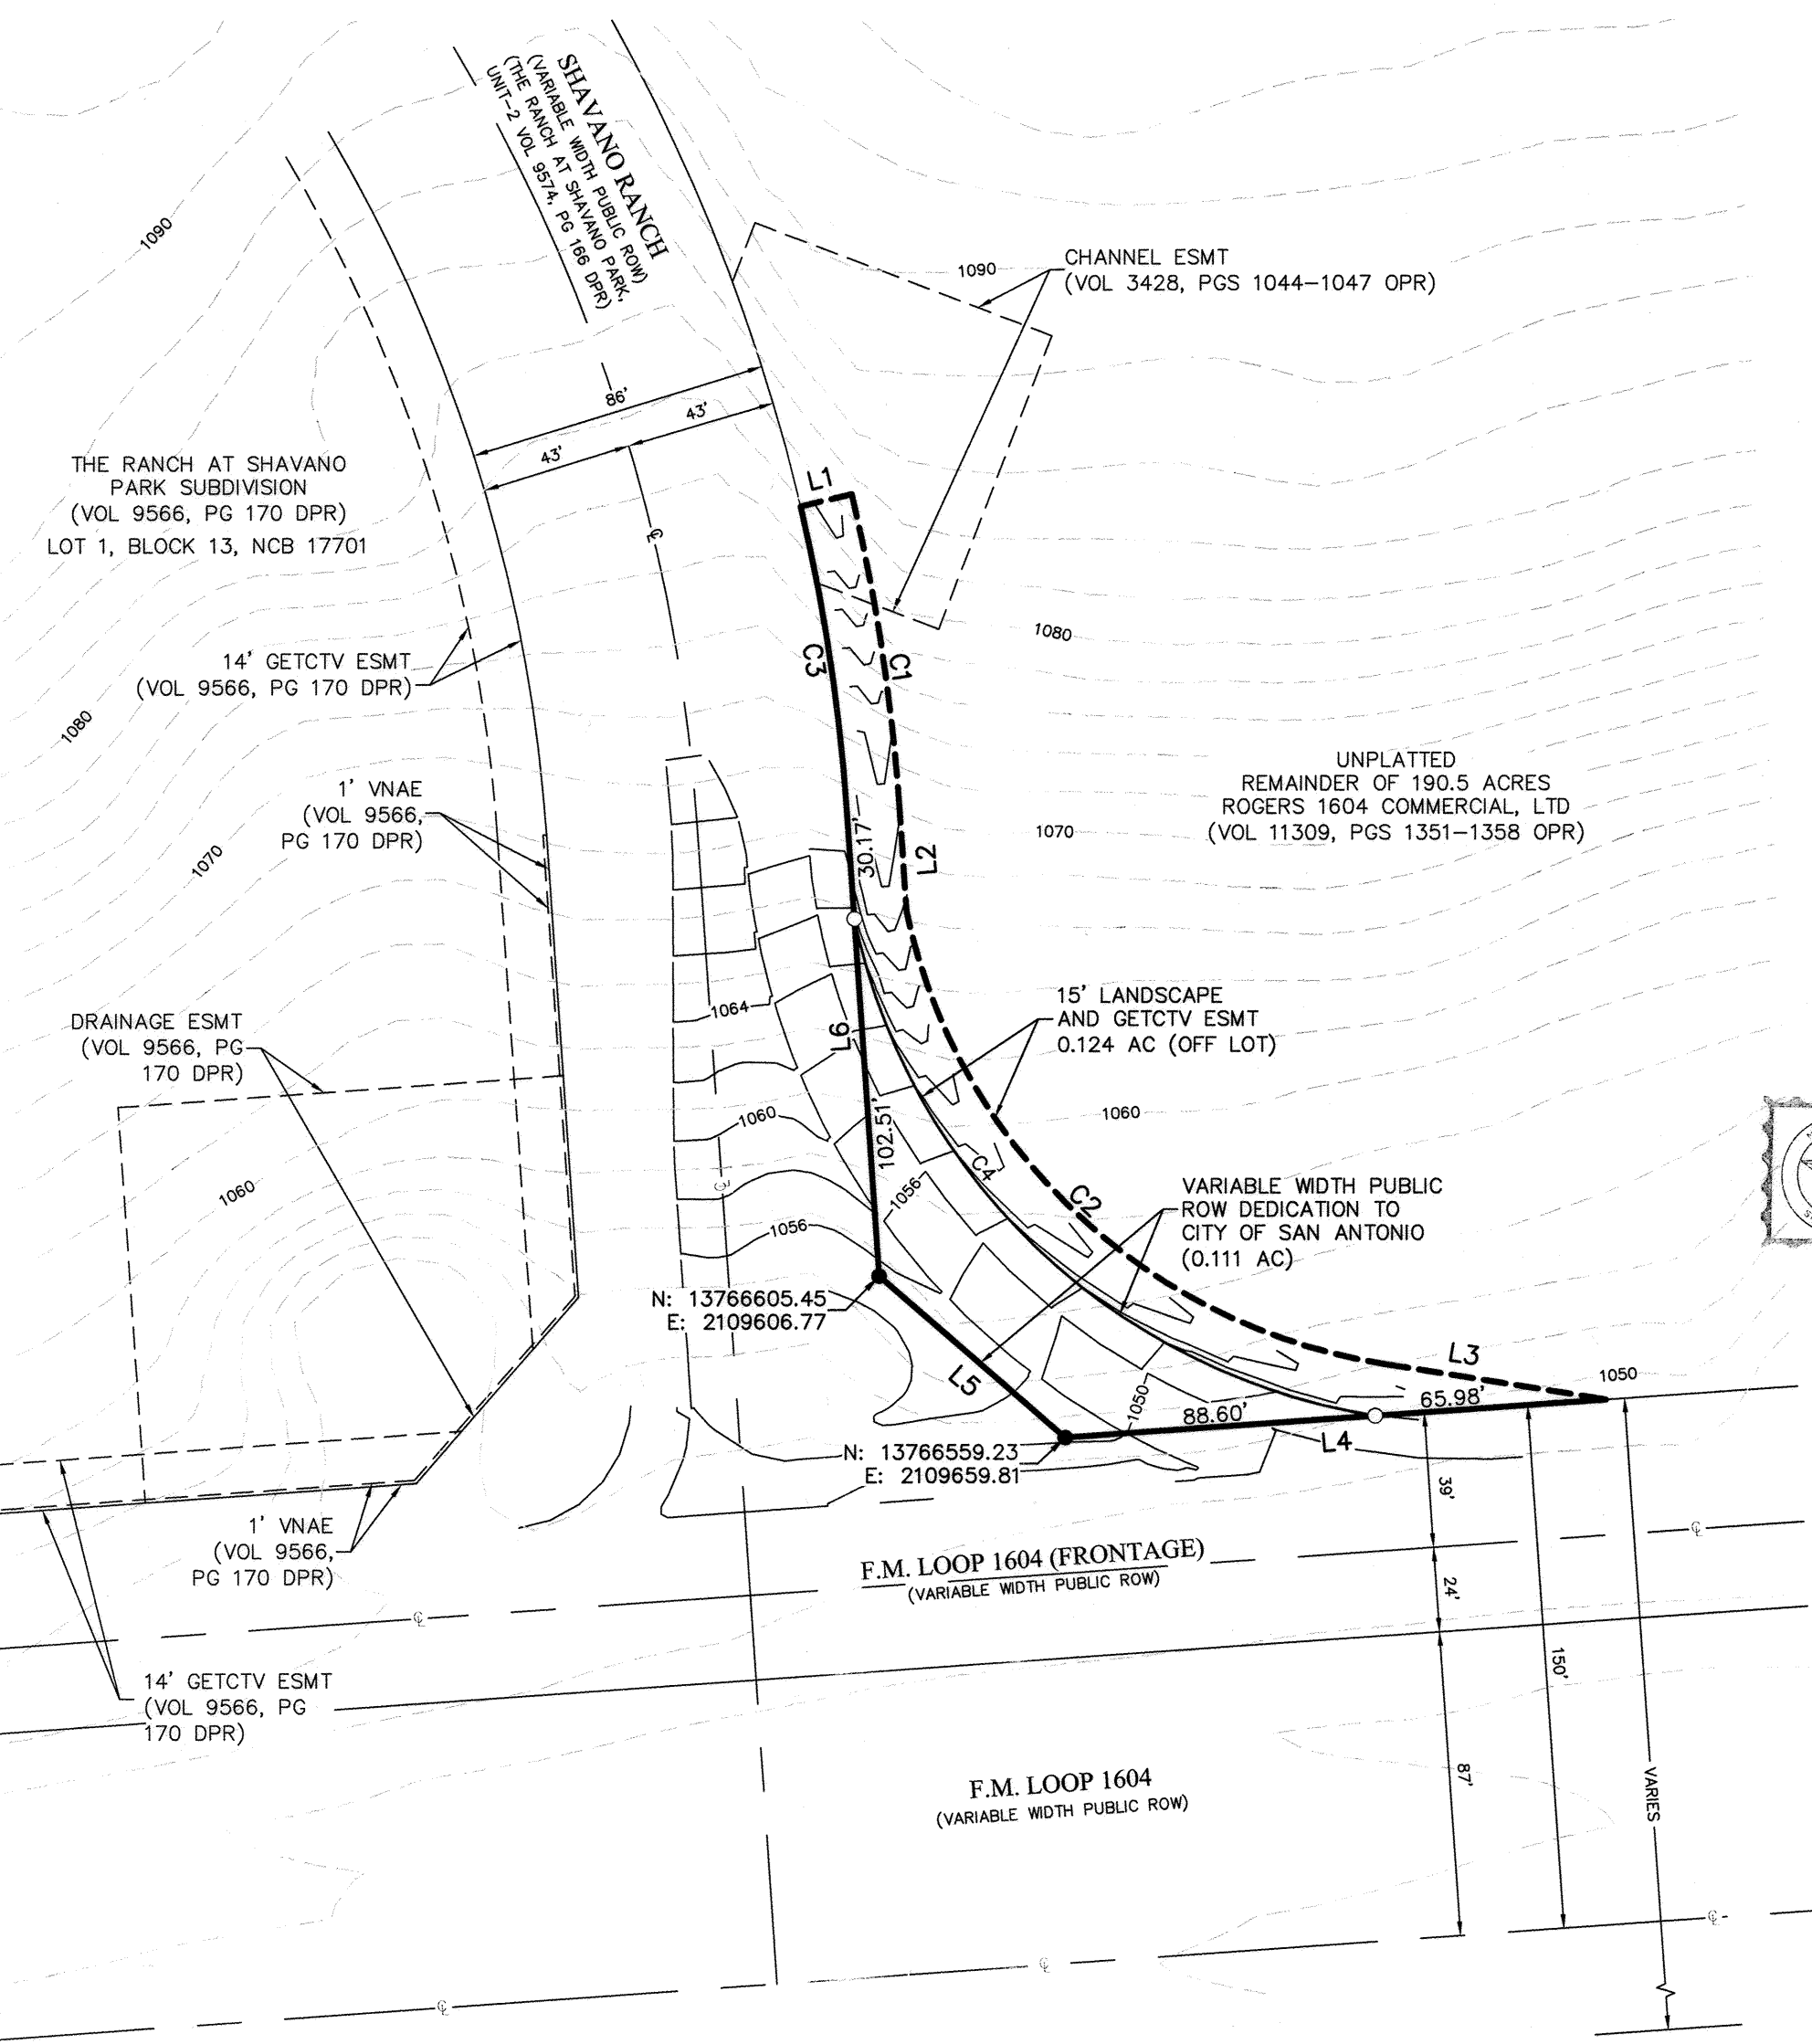 SHAVANO RANCH
(VARIABLE WIDTH PUBLIC ROW)
(THE RANCH AT SHAVANO PARK,
UNIT-2 VOL 9574, PG 166 DPR)
1090
CHANNEL ESMT
(VOL 3428, PGS 1044-1047 OPR)
1090
86'
43'
43'
THE RANCH AT SHAVANO
PARK SUBDIVISION
(VOL 9566, PG 170 DPR)
LOT 1, BLOCK 13, NCB 17701
L1
℄
14' GETCTV ESMT
(VOL 9566, PG 170 DPR)
C3
C1
1080
1080
1' VNAE
(VOL 9566,
PG 170 DPR)
UNPLATTED
REMAINDER OF 190.5 ACRES
ROGERS 1604 COMMERCIAL, LTD
(VOL 11309, PGS 1351-1358 OPR)
1070
1070
30.17'
L2
DRAINAGE ESMT
(VOL 9566, PG
170 DPR)
1064
L6
15' LANDSCAPE
AND GETCTV ESMT
0.124 AC (OFF LOT)
1060
102.51'
1060
1060
C4
C2
℄
1056
1056
VARIABLE WIDTH PUBLIC
ROW DEDICATION TO
CITY OF SAN ANTONIO
(0.111 AC)
N: 13766605.45
E: 2109606.77
L5
L3
1050
1050
88.60'
65.98'
L4
N: 13766559.23
E: 2109659.81
39'
1' VNAE
(VOL 9566,
PG 170 DPR)
F.M. LOOP 1604 (FRONTAGE)
(VARIABLE WIDTH PUBLIC ROW)
℄
℄
24'
14' GETCTV ESMT
(VOL 9566, PG
170 DPR)
150'
87'
VARIES
F.M. LOOP 1604
(VARIABLE WIDTH PUBLIC ROW)
℄
℄
℄